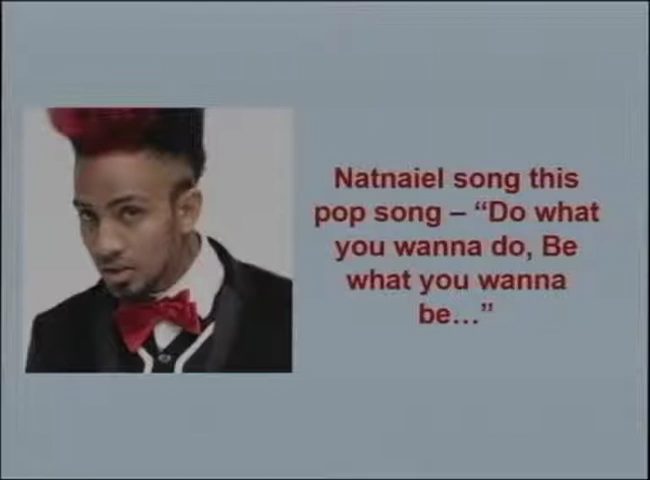 Natnaiel song this
pop song – “Do what
you wanna do, Be
what you wanna
be…”